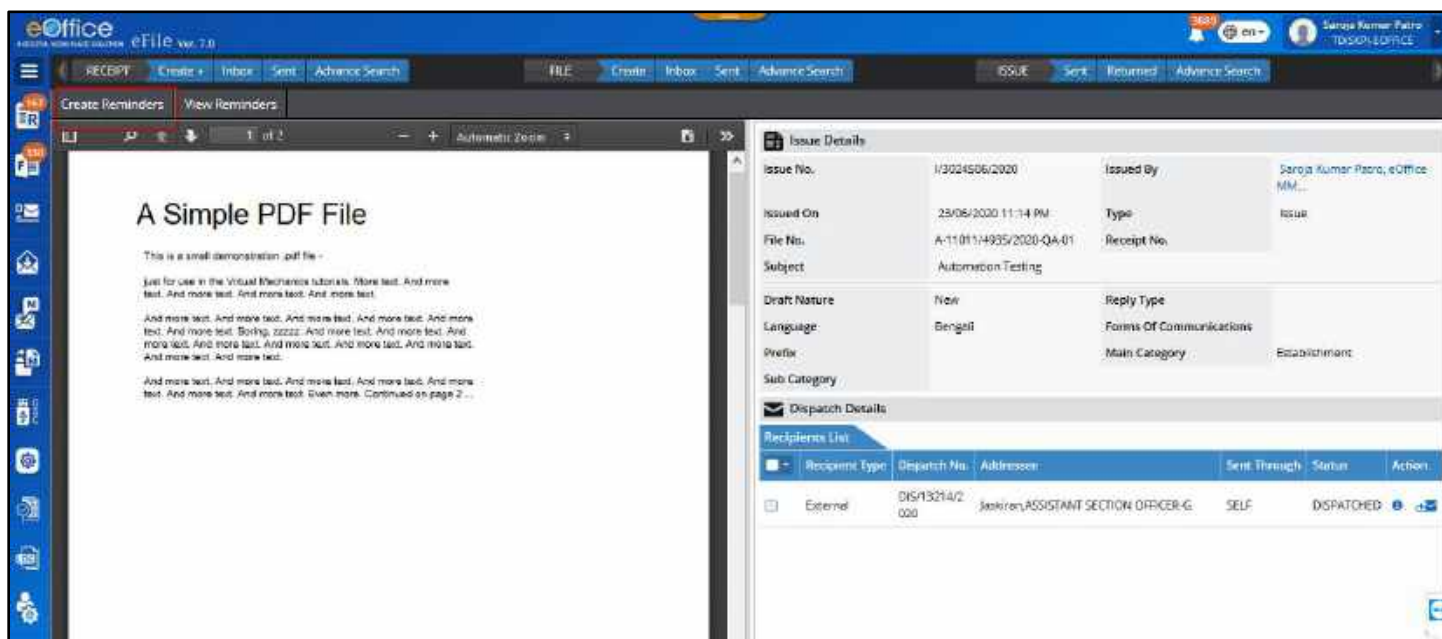 eOffice
eFile Ver. 7.0
3689
en
Saroja Kumar Patro
RECEIPT Create Inbox Sent Advance Search FILE Create Inbox Sent Advance Search ISSUE Sent Returned Advance Search
Create Reminders View Reminders
1 of 2 Automatic Zoom
A Simple PDF File
This is a small demonstration .pdf file -
just for use in the Virtual Mechanics tutorials. More text. And more
text. And more text. And more text. And more text.
And more text. And more text. And more text. And more text. And more
text. And more text. Boring, zzzzz. And more text. And more text. And
more text. And more text. And more text. And more text. And more text.
And more text. And more text.
And more text. And more text. And more text. And more text. And more
text. And more text. And more text. Even more. Continued on page 2 ...
Issue Details
Issue No. I/3024506/2020 Issued By Saroja Kumar Patro, eOffice
MM...
Issued On 23/06/2020 11:14 PM Type Issue
File No. A-11011/4935/2020-QA-01 Receipt No.
Subject Automation Testing
Draft Nature New Reply Type
Language Bengali Forms Of Communications
Prefix Main Category Establishment
Sub Category
Dispatch Details
Recipients List
Recipient Type Dispatch No. Addressee Sent Through Status Action
External DIS/13214/2
020 Jaskiran,ASSISTANT SECTION OFFICER-G SELF DISPATCHED